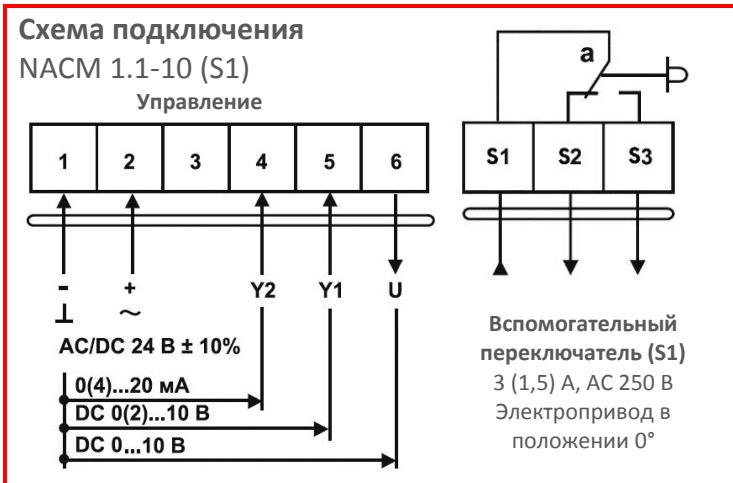 Схема подключения
NACM 1.1-10 (S1)
Управление
1 2 3 4 5 6
- + Y2 Y1 U
⊥ ~
AC/DC 24 В ± 10%
0(4)...20 мА
DC 0(2)...10 В
DC 0...10 В
a
S1 S2 S3
Вспомогательный
переключатель (S1)
3 (1,5) А, АС 250 В
Электропривод в
положении 0°